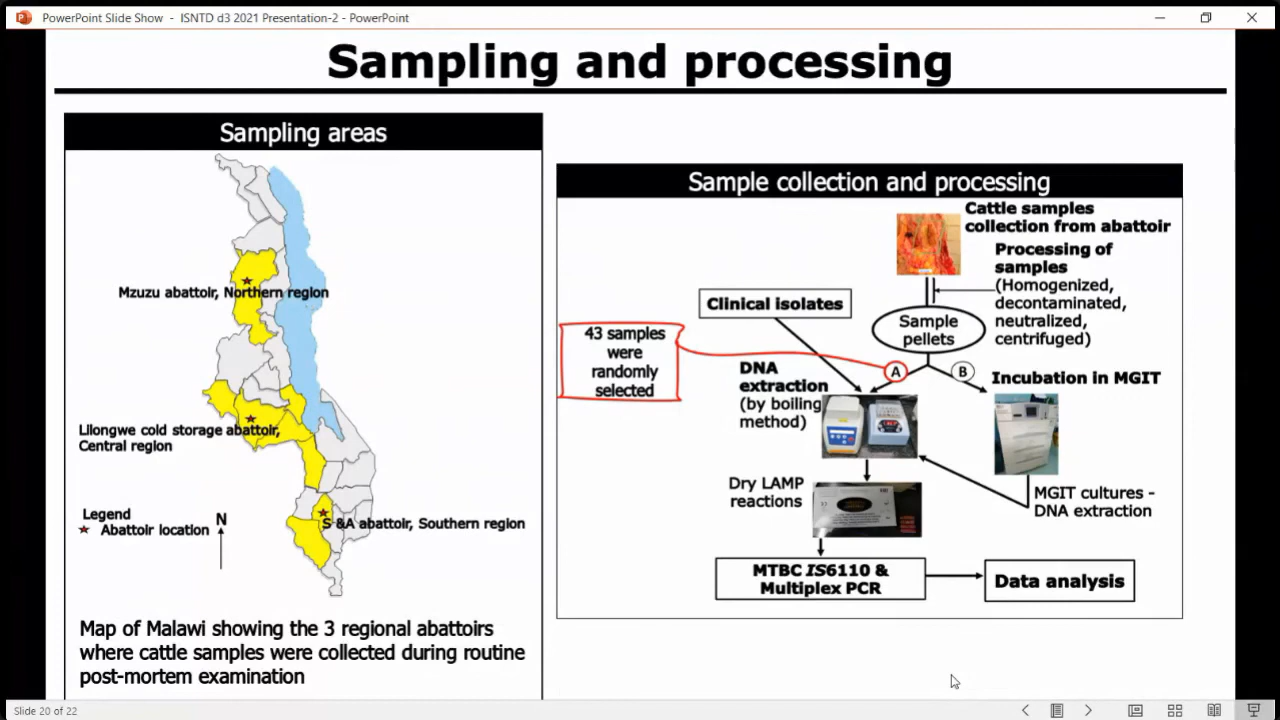 PowerPoint Slide Show - ISNTD d3 2021 Presentation-2 - PowerPoint
Sampling and processing
Sampling areas
Mzuzu abattoir, Northern region
Lilongwe cold storage abattoir,
Central region
Legend
Abattoir location
N
S &A abattoir, Southern region
Map of Malawi showing the 3 regional abattoirs
where cattle samples were collected during routine
post-mortem examination
Sample collection and processing
Cattle samples
collection from abattoir
Processing of
samples
(Homogenized,
decontaminated,
neutralized,
centrifuged)
Clinical isolates
Sample
pellets
43 samples
were
randomly
selected
A
B
DNA
extraction
(by boiling
method)
Incubation in MGIT
Dry LAMP
reactions
MGIT cultures -
DNA extraction
MTBC IS6110 &
Multiplex PCR
Data analysis
Slide 20 of 22